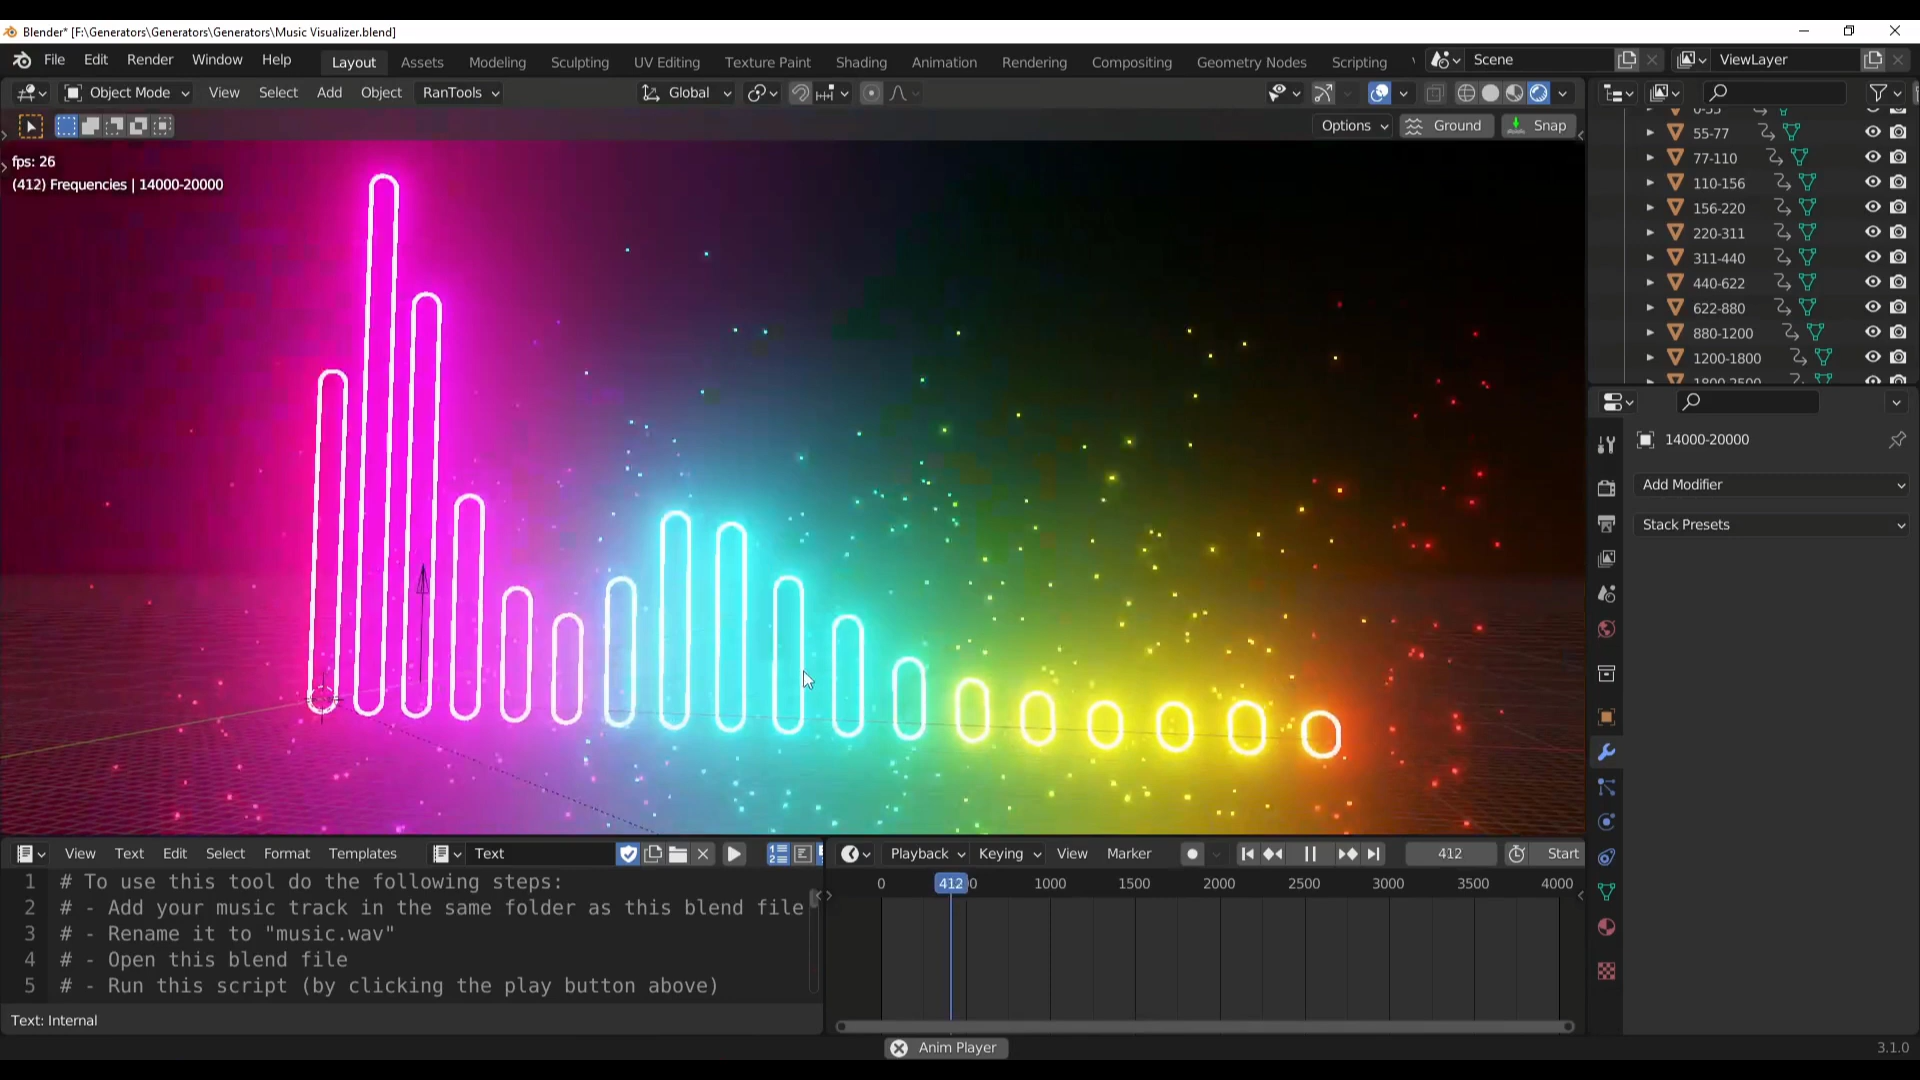 Blender* [F:\Generators\Generators\Generators\Music Visualizer.blend]
File Edit Render Window Help Layout Assets Modeling Sculpting UV Editing Texture Paint Shading Animation Rendering Compositing Geometry Nodes Scripting Scene ViewLayer
Object Mode View Select Add Object RanTools Global
Options Ground Snap
fps: 26
(412) Frequencies | 14000-20000
0-55
55-77
77-110
110-156
156-220
220-311
311-440
440-622
622-880
880-1200
1200-1800
1800-2500
14000-20000
Add Modifier
Stack Presets
View Text Edit Select Format Templates Text
1 # To use this tool do the following steps:
2 # - Add your music track in the same folder as this blend file
3 # - Rename it to "music.wav"
4 # - Open this blend file
5 # - Run this script (by clicking the play button above)
Text: Internal
Playback Keying View Marker 412 Start
0 412 1000 1500 2000 2500 3000 3500 4000
Anim Player
3.1.0